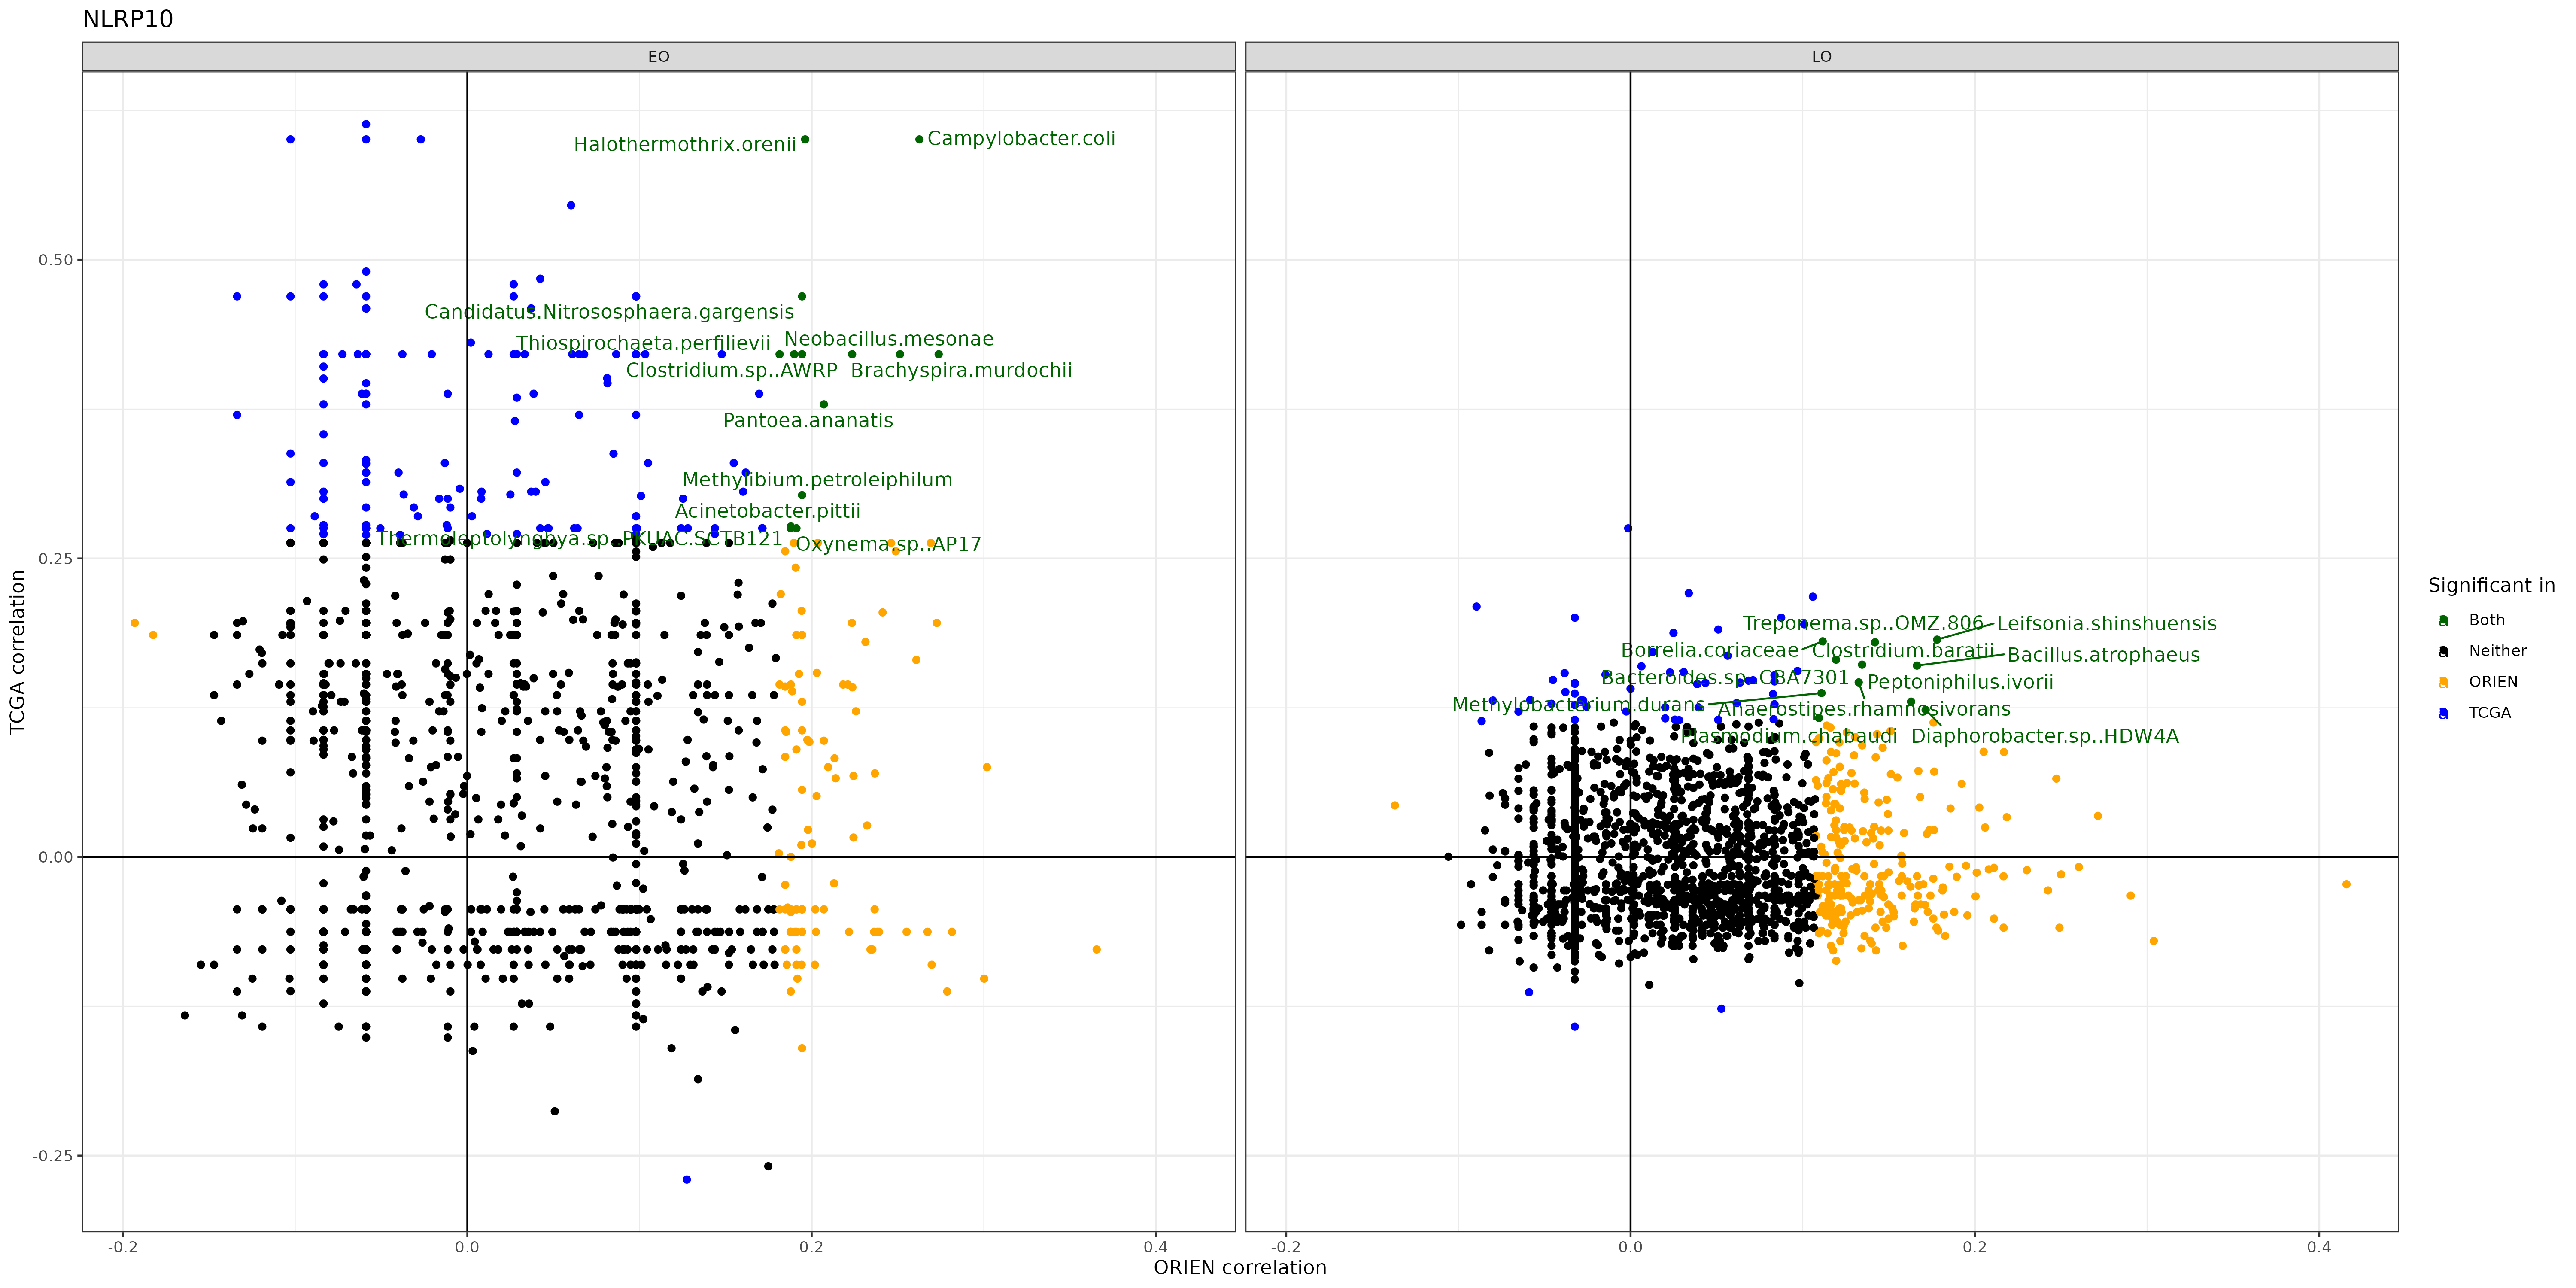 NLRP10
EO
LO
Halothermothrix.orenii
Campylobacter.coli
0.50
Candidatus.Nitrososphaera.gargensis
Thiospirochaeta.perfilievii
Neobacillus.mesonae
Clostridium.sp..AWRP
Brachyspira.murdochii
Pantoea.ananatis
Methylibium.petroleiphilum
Acinetobacter.pittii
Thermoleptolyngbya.sp..PKUAC.SCTB121
Oxynema.sp..AP17
0.25
0.00
-0.25
TCGA correlation
Treponema.sp..OMZ.806
Leifsonia.shinshuensis
Borrelia.coriaceae
Clostridium.baratii
Bacillus.atrophaeus
Bacteroides.sp..CBA7301
Peptoniphilus.ivorii
Methylobacterium.durans
Anaerostipes.rhamnosivorans
Plasmodium.chabaudi
Diaphorobacter.sp..HDW4A
-0.2
0.0
0.2
0.4
-0.2
0.0
0.2
0.4
ORIEN correlation
Significant in
a Both
a Neither
a ORIEN
a TCGA